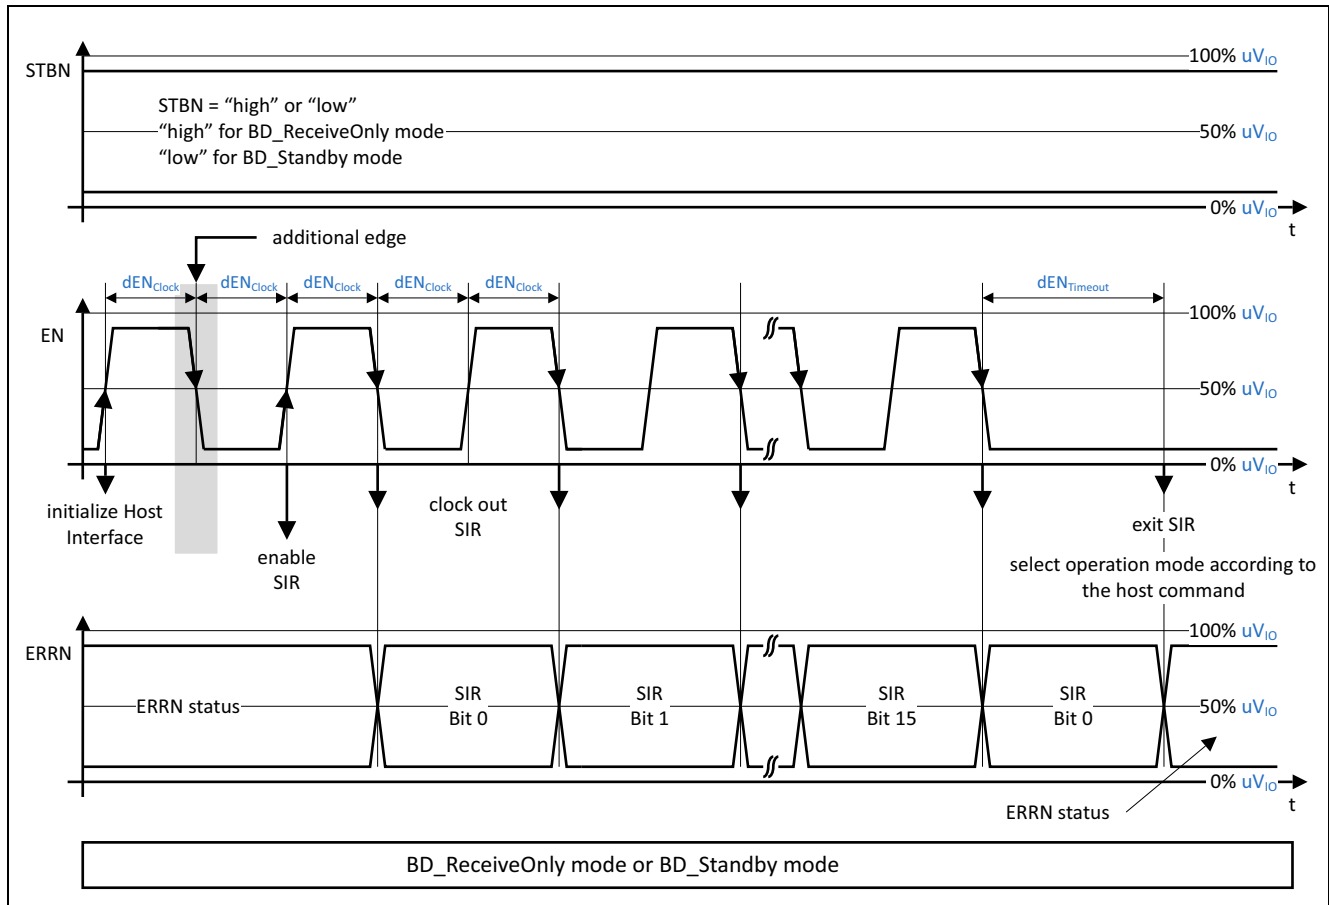 STBN
100% uV_IO
STBN = “high” or “low”
“high” for BD_ReceiveOnly mode
50% uV_IO
“low” for BD_Standby mode
0% uV_IO
t
additional edge
dEN_Clock dEN_Clock dEN_Clock dEN_Clock dEN_Clock dEN_Timeout
100% uV_IO
EN
50% uV_IO
0% uV_IO
t
initialize Host
Interface
enable
SIR
clock out
SIR
exit SIR
select operation mode according to
the host command
100% uV_IO
ERRN
ERRN status
SIR
Bit 0
SIR
Bit 1
SIR
Bit 15
SIR
Bit 0
50% uV_IO
0% uV_IO
t
ERRN status
BD_ReceiveOnly mode or BD_Standby mode